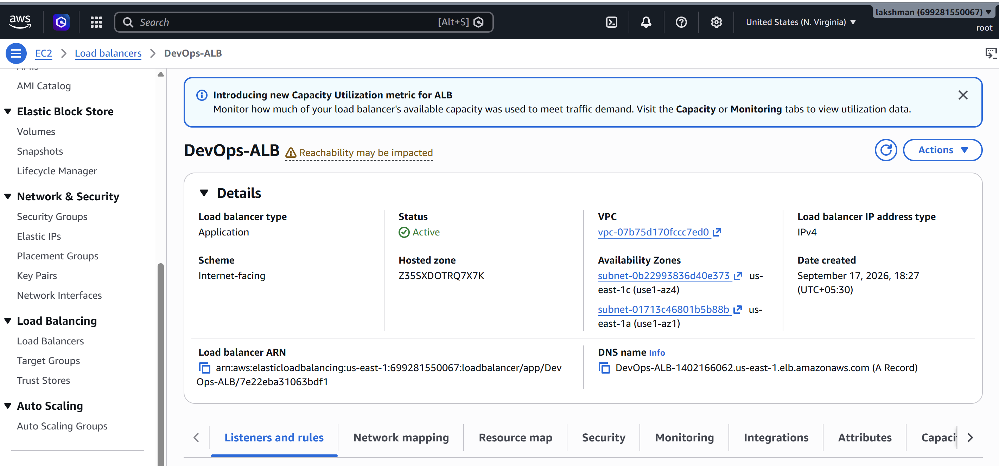 aws
Search
[Alt+S]
United States (N. Virginia)
lakshman (699281550067)
root
EC2
Load balancers
DevOps-ALB
AMI Catalog
Elastic Block Store
Volumes
Snapshots
Lifecycle Manager
Network & Security
Security Groups
Elastic IPs
Placement Groups
Key Pairs
Network Interfaces
Load Balancing
Load Balancers
Target Groups
Trust Stores
Auto Scaling
Auto Scaling Groups
Introducing new Capacity Utilization metric for ALB
Monitor how much of your load balancer's available capacity was used to meet traffic demand. Visit the Capacity or Monitoring tabs to view utilization data.
DevOps-ALB
Reachability may be impacted
Actions
Details
Load balancer type
Application
Status
Active
VPC
vpc-07b75d170fccc7ed0
Load balancer IP address type
IPv4
Scheme
Internet-facing
Hosted zone
Z35SXDOTRQ7X7K
Availability Zones
subnet-0b22993836d40e373 us-
east-1c (use1-az4)
subnet-01713c46801b5b88b us-
east-1a (use1-az1)
Date created
September 17, 2026, 18:27
(UTC+05:30)
Load balancer ARN
arn:aws:elasticloadbalancing:us-east-1:699281550067:loadbalancer/app/Dev
Ops-ALB/7e22eba31063bdf1
DNS name Info
DevOps-ALB-1402166062.us-east-1.elb.amazonaws.com (A Record)
Listeners and rules
Network mapping
Resource map
Security
Monitoring
Integrations
Attributes